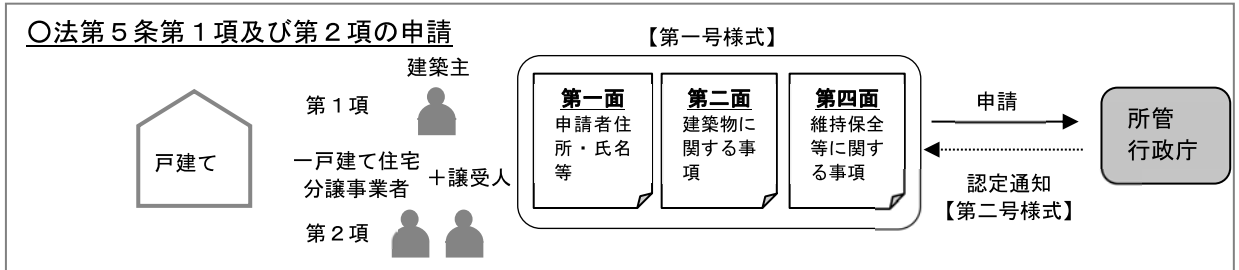 〇法第５条第１項及び第２項の申請
【第一号様式】
建築主
第１項
戸建て
一戸建て住宅
分譲事業者
＋譲受人
第２項
第一面
申請者住
所・氏名
等
第二面
建築物に
関する事
項
第四面
維持保全
等に関す
る事項
申請
認定通知
【第二号様式】
所管
行政庁